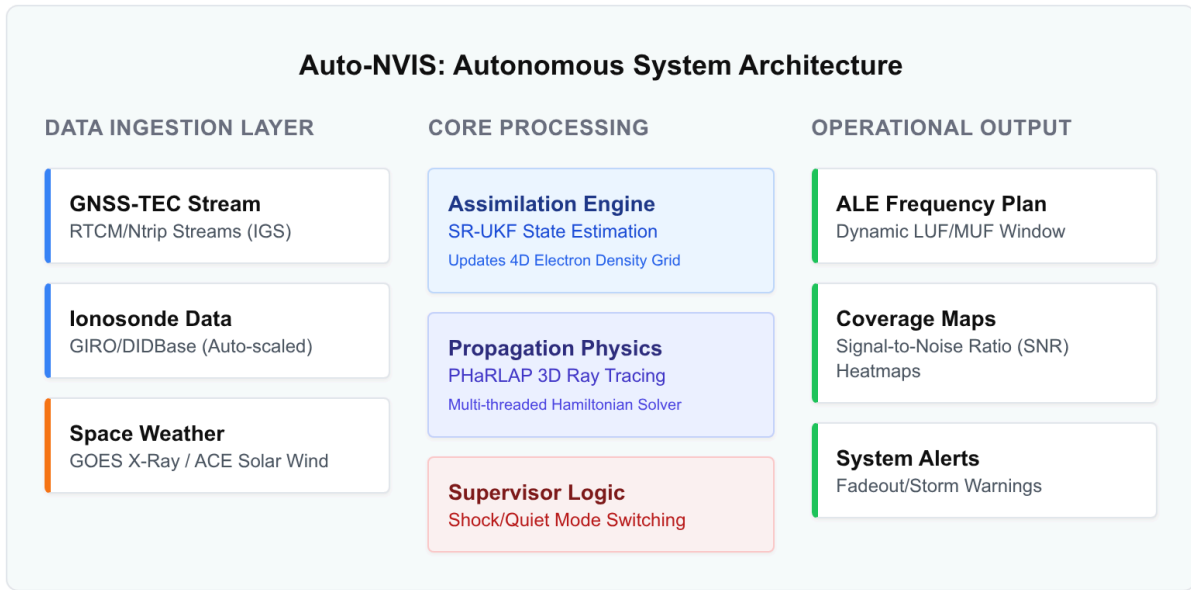 Auto-NVIS: Autonomous System Architecture
DATA INGESTION LAYER
GNSS-TEC Stream
RTCM/Ntrip Streams (IGS)
Ionosonde Data
GIRO/DIDBase (Auto-scaled)
Space Weather
GOES X-Ray / ACE Solar Wind
CORE PROCESSING
Assimilation Engine
SR-UKF State Estimation
Updates 4D Electron Density Grid
Propagation Physics
PHaRLAP 3D Ray Tracing
Multi-threaded Hamiltonian Solver
Supervisor Logic
Shock/Quiet Mode Switching
OPERATIONAL OUTPUT
ALE Frequency Plan
Dynamic LUF/MUF Window
Coverage Maps
Signal-to-Noise Ratio (SNR)
Heatmaps
System Alerts
Fadeout/Storm Warnings